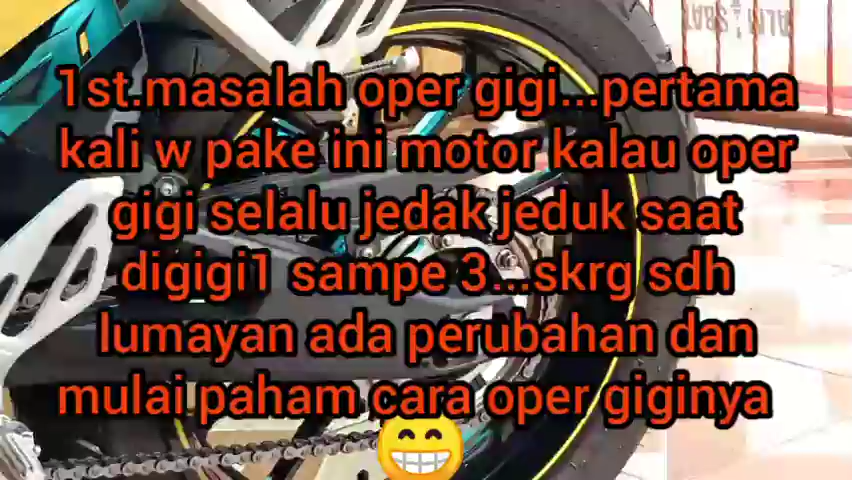 1st.masalah oper gigi...pertama
kali w pake ini motor kalau oper
gigi selalu jedak jeduk saat
digigi1 sampe 3...skrg sdh
lumayan ada perubahan dan
mulai paham cara oper giginya
😁